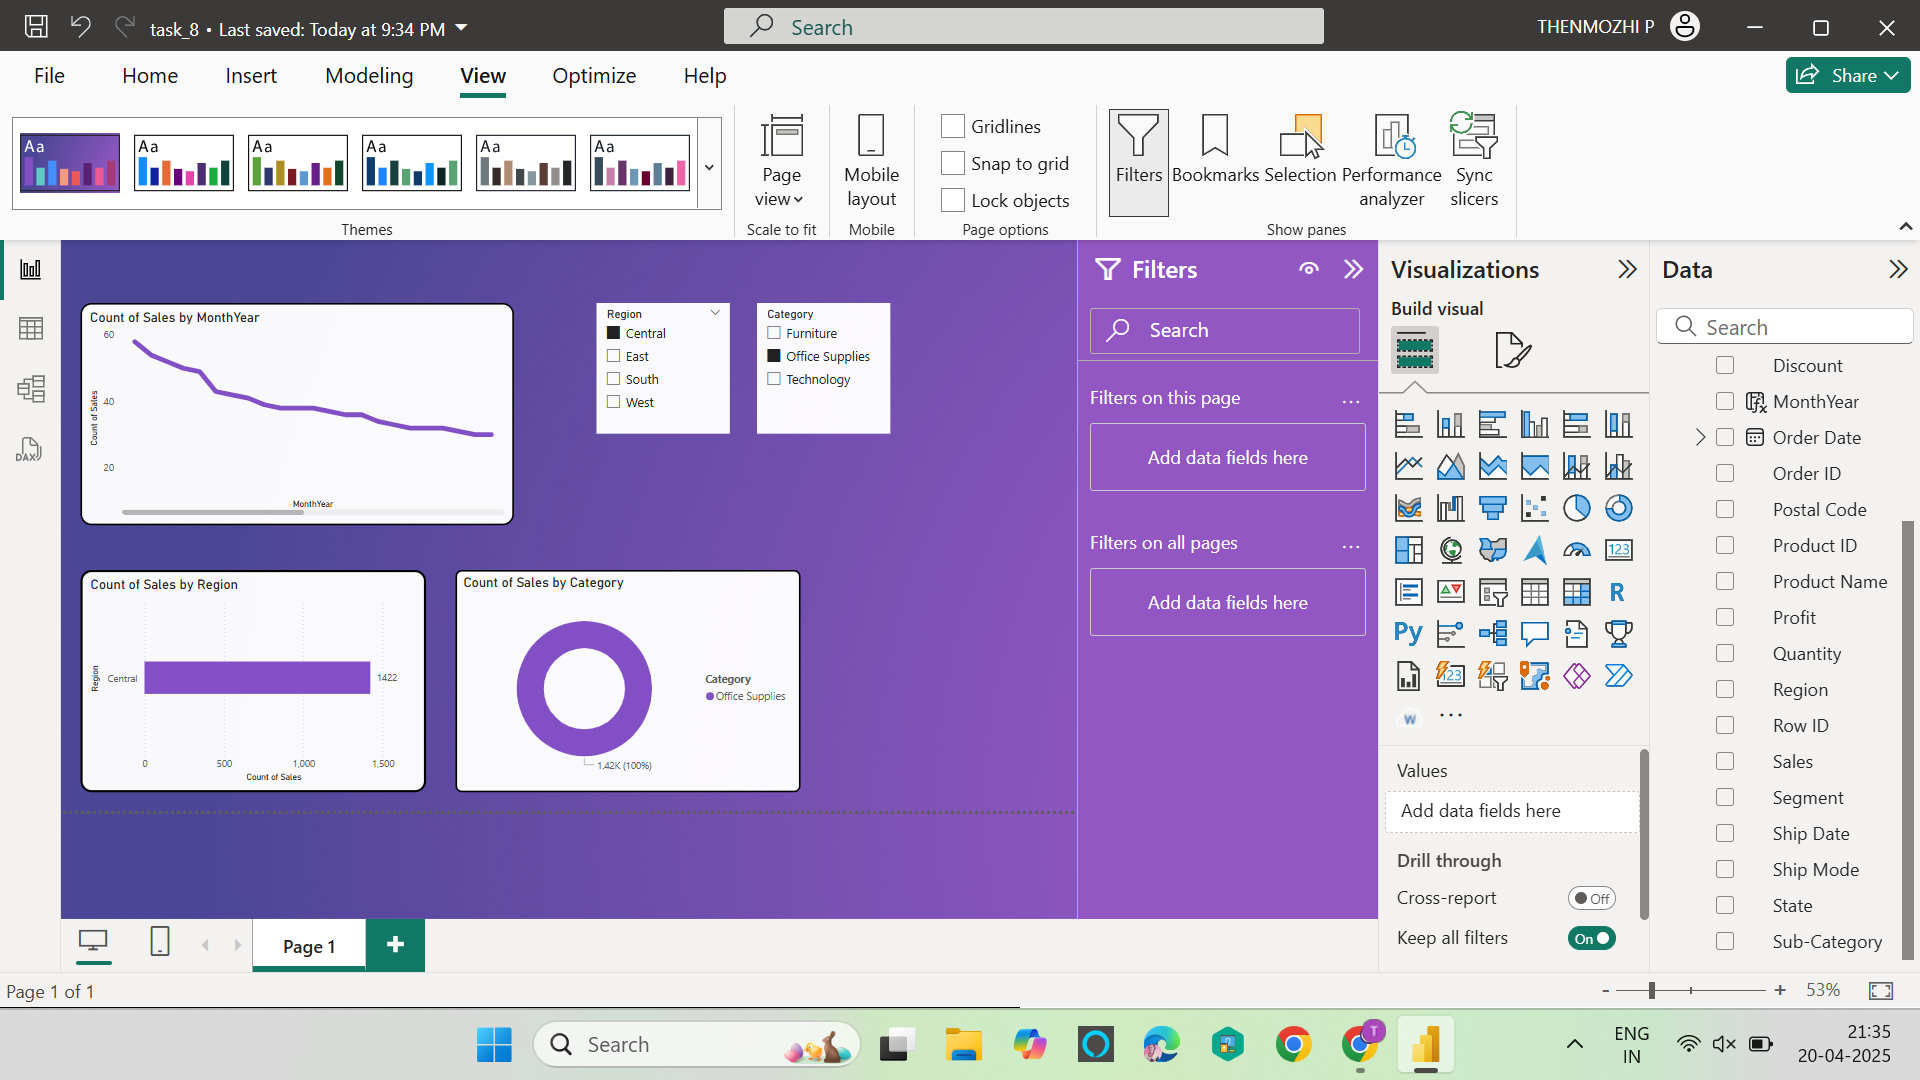 task_8 • Last saved: Today at 9:34 PM
Search
THENMOZHI P
File
Home
Insert
Modeling
View
Optimize
Help
Share
Aa
Aa
Aa
Aa
Aa
Aa
Themes
Page view
Scale to fit
Mobile layout
Mobile
Gridlines
Snap to grid
Lock objects
Page options
Filters
Bookmarks
Selection
Performance analyzer
Sync slicers
Show panes
Count of Sales by MonthYear
60
40
20
Count of Sales
MonthYear
Region
Central
East
South
West
Category
Furniture
Office Supplies
Technology
Count of Sales by Region
Region
Central
1422
0
500
1,000
1,500
Count of Sales
Count of Sales by Category
Category
Office Supplies
1.42K (100%)
Filters
Search
Filters on this page
...
Add data fields here
Filters on all pages
...
Add data fields here
Visualizations
Build visual
123
R
Py
123
W
...
Values
Add data fields here
Drill through
Cross-report
Off
Keep all filters
On
Data
Search
Discount
MonthYear
Order Date
Order ID
Postal Code
Product ID
Product Name
Profit
Quantity
Region
Row ID
Sales
Segment
Ship Date
Ship Mode
State
Sub-Category
DAX
Page 1
+
Page 1 of 1
-
+
53%
Search
T
ENG
IN
21:35
20-04-2025